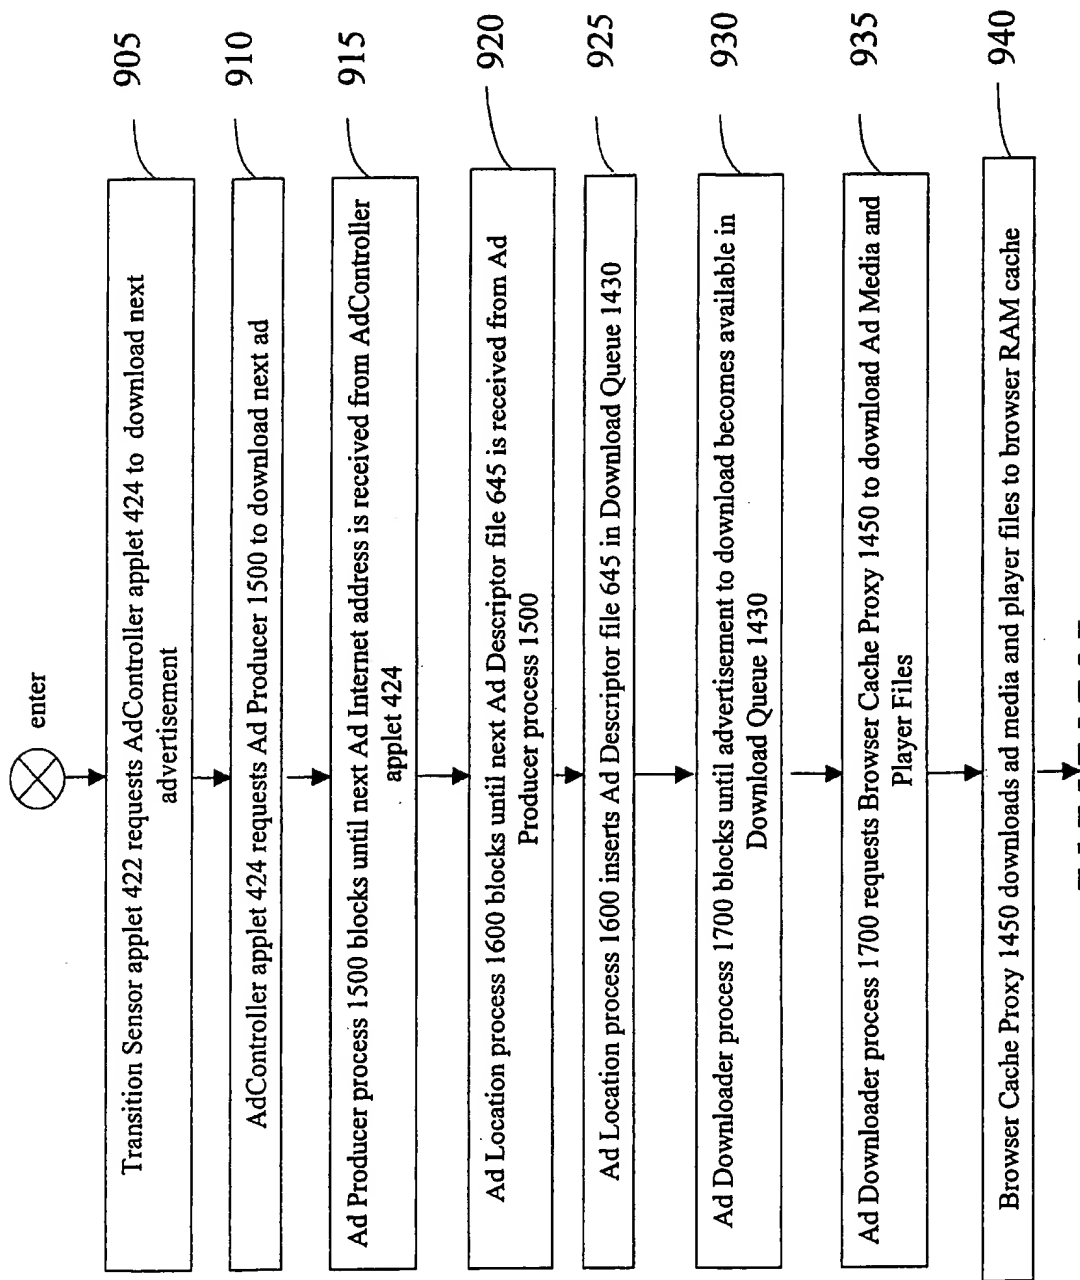 enter
Transition Sensor applet 422 requests AdController applet 424 to download next
advertisement
905
AdController applet 424 requests Ad Producer 1500 to download next ad
910
Ad Producer process 1500 blocks until next Ad Internet address is received from AdController
applet 424
915
Ad Location process 1600 blocks until next Ad Descriptor file 645 is received from Ad
Producer process 1500
920
Ad Location process 1600 inserts Ad Descriptor file 645 in Download Queue 1430
925
Ad Downloader process 1700 blocks until advertisement to download becomes available in
Download Queue 1430
930
Ad Downloader process 1700 requests Browser Cache Proxy 1450 to download Ad Media and
Player Files
935
Browser Cache Proxy 1450 downloads ad media and player files to browser RAM cache
940